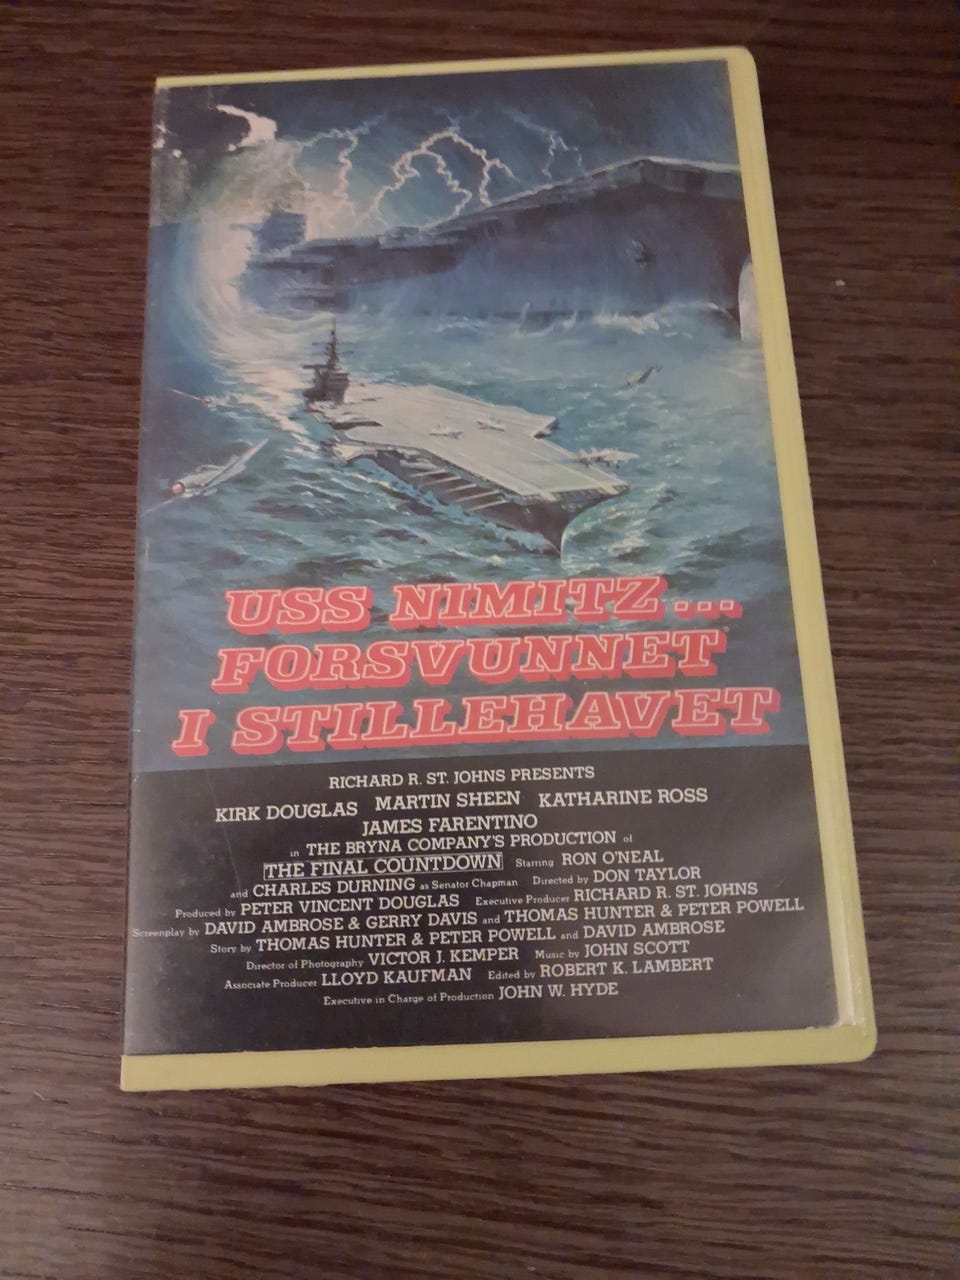 USS NIMITZ...
FORSVUNNET
I STILLEHAVET
RICHARD R. ST. JOHNS PRESENTS
KIRK DOUGLAS MARTIN SHEEN KATHARINE ROSS
JAMES FARENTINO
in THE BRYNA COMPANY'S PRODUCTION of
THE FINAL COUNTDOWN Starring RON O'NEAL
and CHARLES DURNING as Senator Chapman Directed by DON TAYLOR
Produced by PETER VINCENT DOUGLAS Executive Producer RICHARD R. ST. JOHNS
Screenplay by DAVID AMBROSE & GERRY DAVIS and THOMAS HUNTER & PETER POWELL
Story by THOMAS HUNTER & PETER POWELL and DAVID AMBROSE
Director of Photography VICTOR J. KEMPER Music by JOHN SCOTT
Associate Producer LLOYD KAUFMAN Edited by ROBERT K. LAMBERT
Executive in Charge of Production JOHN W. HYDE